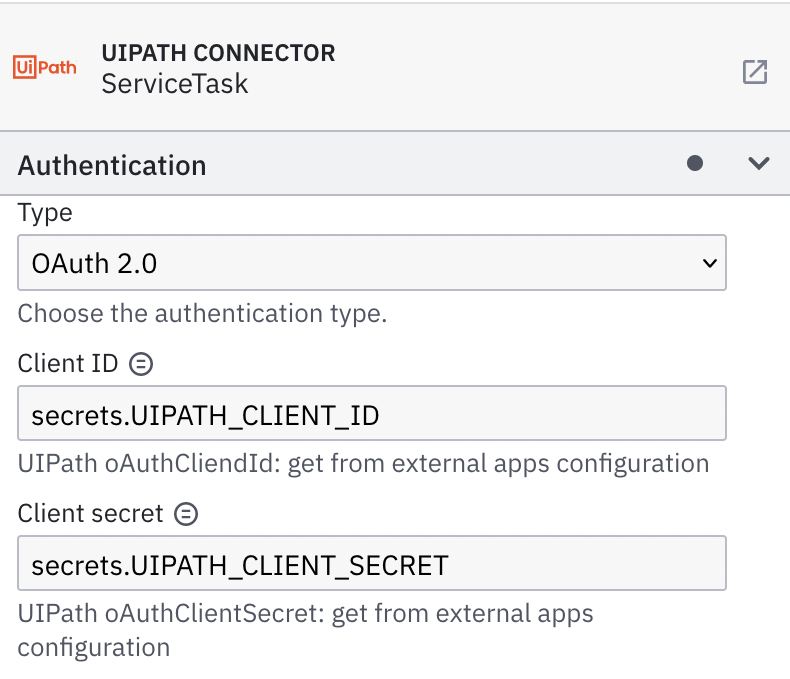 UiPath
UIPATH CONNECTOR
ServiceTask
Authentication
Type
OAuth 2.0
Choose the authentication type.
Client ID
secrets.UIPATH_CLIENT_ID
UIPath oAuthCliendId: get from external apps configuration
Client secret
secrets.UIPATH_CLIENT_SECRET
UIPath oAuthClientSecret: get from external apps
configuration